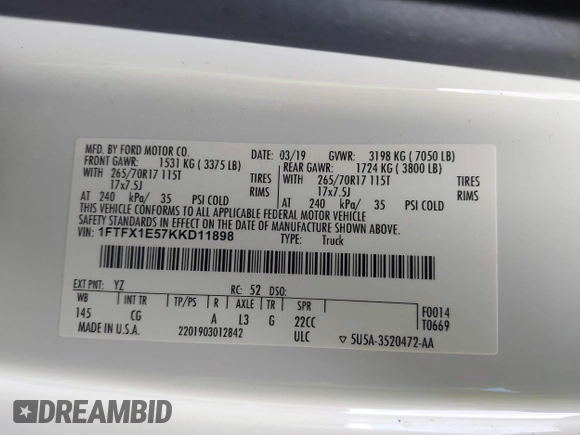 MFD. BY FORD MOTOR CO.
DATE: 03/19 GVWR: 3198 KG ( 7050 LB)
FRONT GAWR: 1531 KG ( 3375 LB) REAR GAWR: 1724 KG ( 3800 LB)
265/70R17 115T TIRES 265/70R17 115T TIRES
17x7.5J RIMS 17x7.5J RIMS
AT 240 kPa/ 35 PSI COLD AT 240 kPa/ 35 PSI COLD
THIS VEHICLE CONFORMS TO ALL APPLICABLE FEDERAL MOTOR VEHICLE
SAFETY STANDARDS IN EFFECT ON THE DATE OF MANUFACTURE SHOWN ABOVE.
VIN: 1FTFX1E57KKD11898 TYPE: Truck
EXT PNT: YZ RC: 52 DSO:
WB INT TR TP/PS R AXLE TR SPR F0014
145 CG A L3 G 22CC T0669
MADE IN U.S.A. 2201903012842 ULC ▽ 5U5A-3520472-AA
DREAMBID